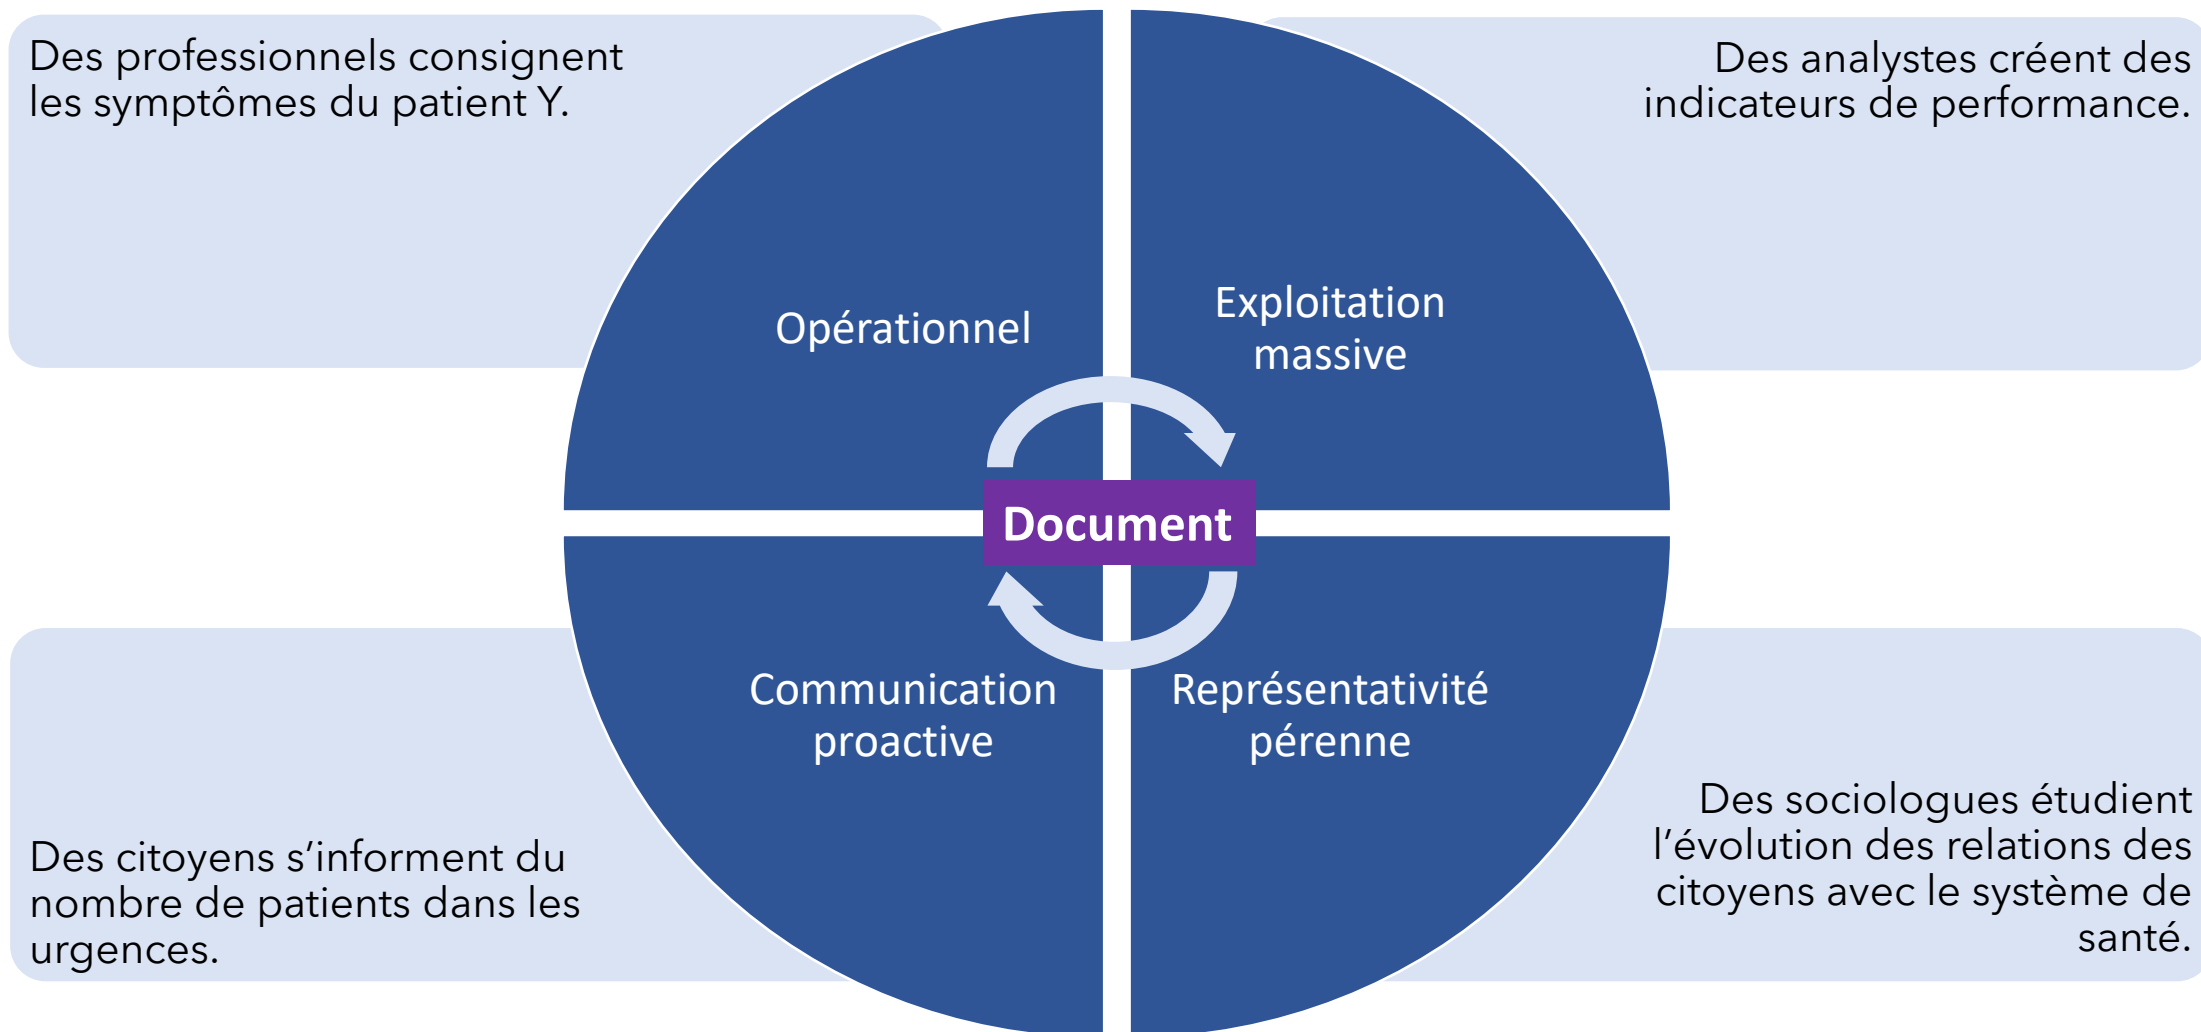 Des professionnels consignent
les symptômes du patient Y.
Des analystes créent des
indicateurs de performance.
Opérationnel
Exploitation
massive
Document
Communication
proactive
Représentativité
pérenne
Des citoyens s’informent du
nombre de patients dans les
urgences.
Des sociologues étudient
l’évolution des relations des
citoyens avec le système de
santé.